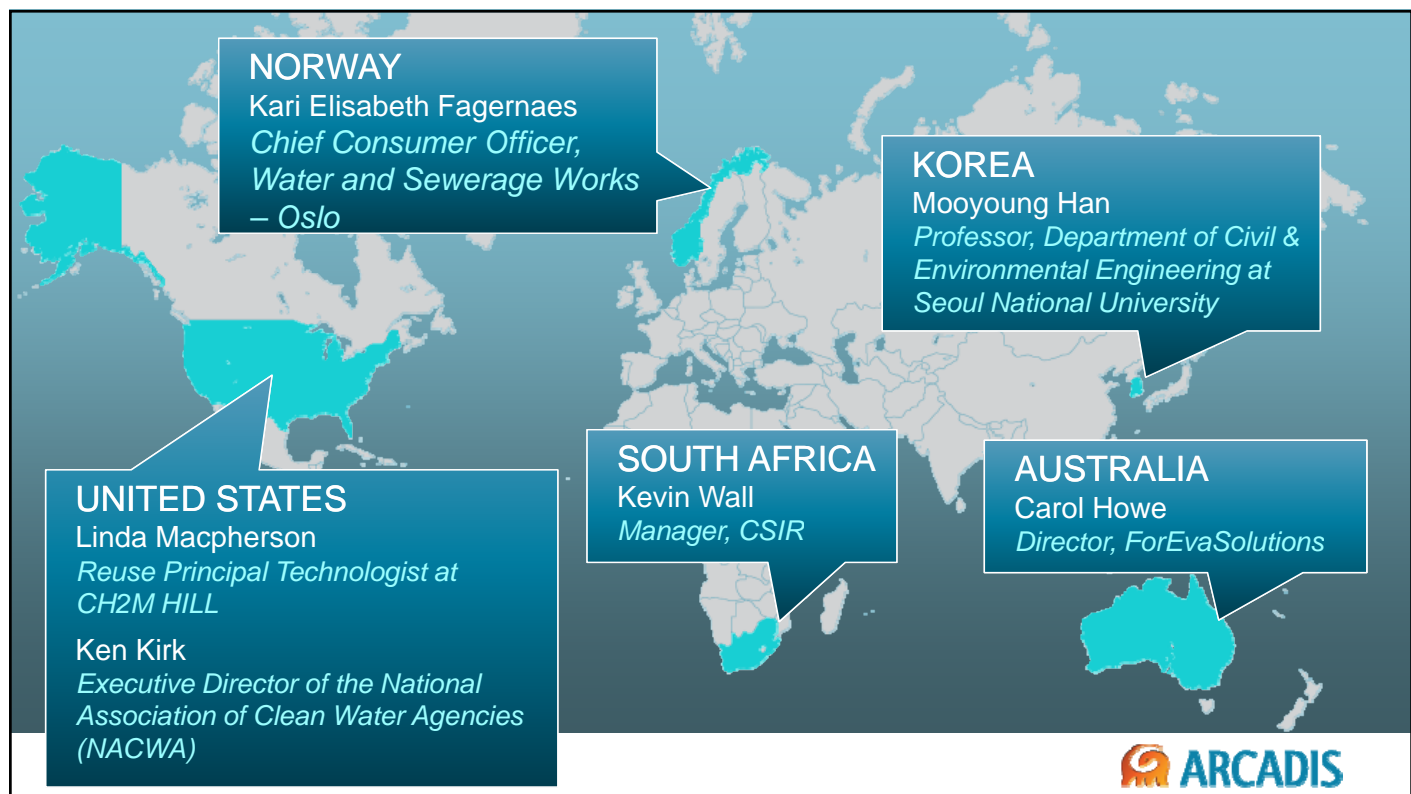 NORWAY
Kari Elisabeth Fagernaes
Chief Consumer Officer,
Water and Sewerage Works
– Oslo
KOREA
Mooyoung Han
Professor, Department of Civil &
Environmental Engineering at
Seoul National University
UNITED STATES
Linda Macpherson
Reuse Principal Technologist at
CH2M HILL
Ken Kirk
Executive Director of the National
Association of Clean Water Agencies
(NACWA)
SOUTH AFRICA
Kevin Wall
Manager, CSIR
AUSTRALIA
Carol Howe
Director, ForEvaSolutions
ARCADIS